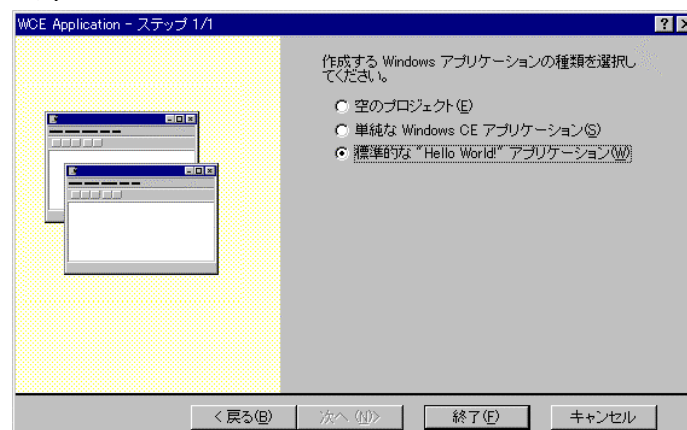 WCE Application - ステップ 1/1
作成する Windows アプリケーションの種類を選択し
てください。
空のプロジェクト(E)
単純な Windows CE アプリケーション(S)
標準的な "Hello World!" アプリケーション(W)
< 戻る(B)
次へ (N)>
終了(F)
キャンセル